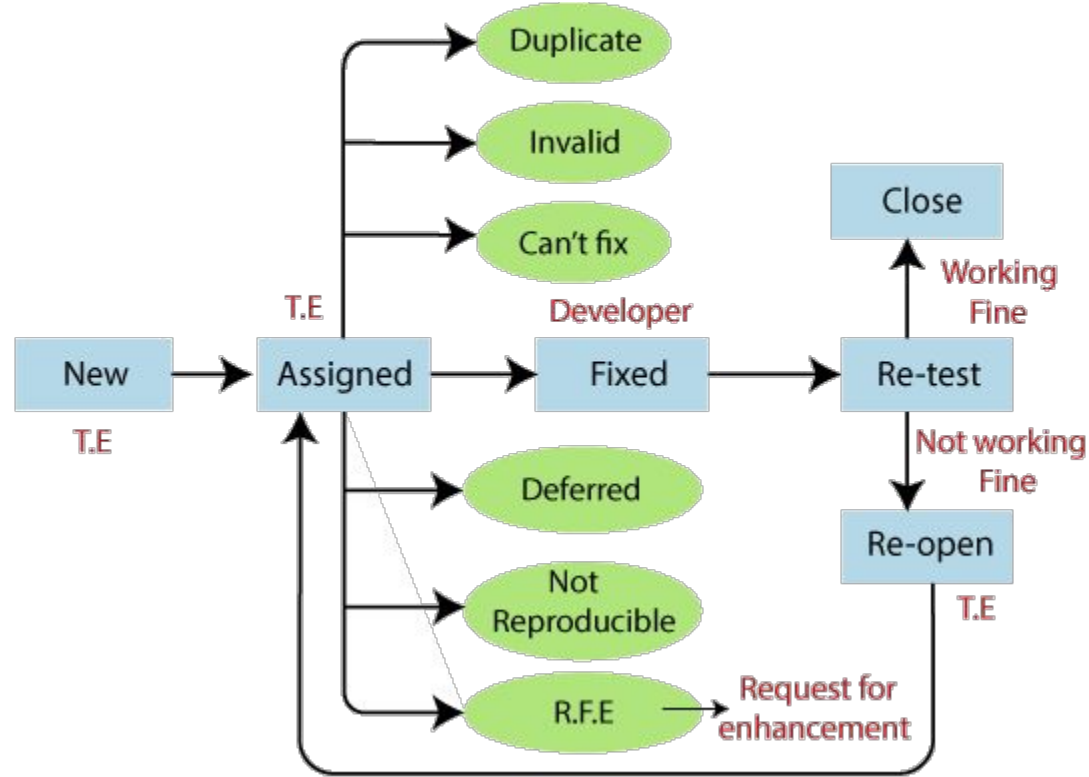 Duplicate
Invalid
Can't fix
Close
Working
Fine
T.E
Developer
New
Assigned
Fixed
Re-test
T.E
Not working
Fine
Deferred
Re-open
Not
Reproducible
T.E
R.F.E
Request for
enhancement